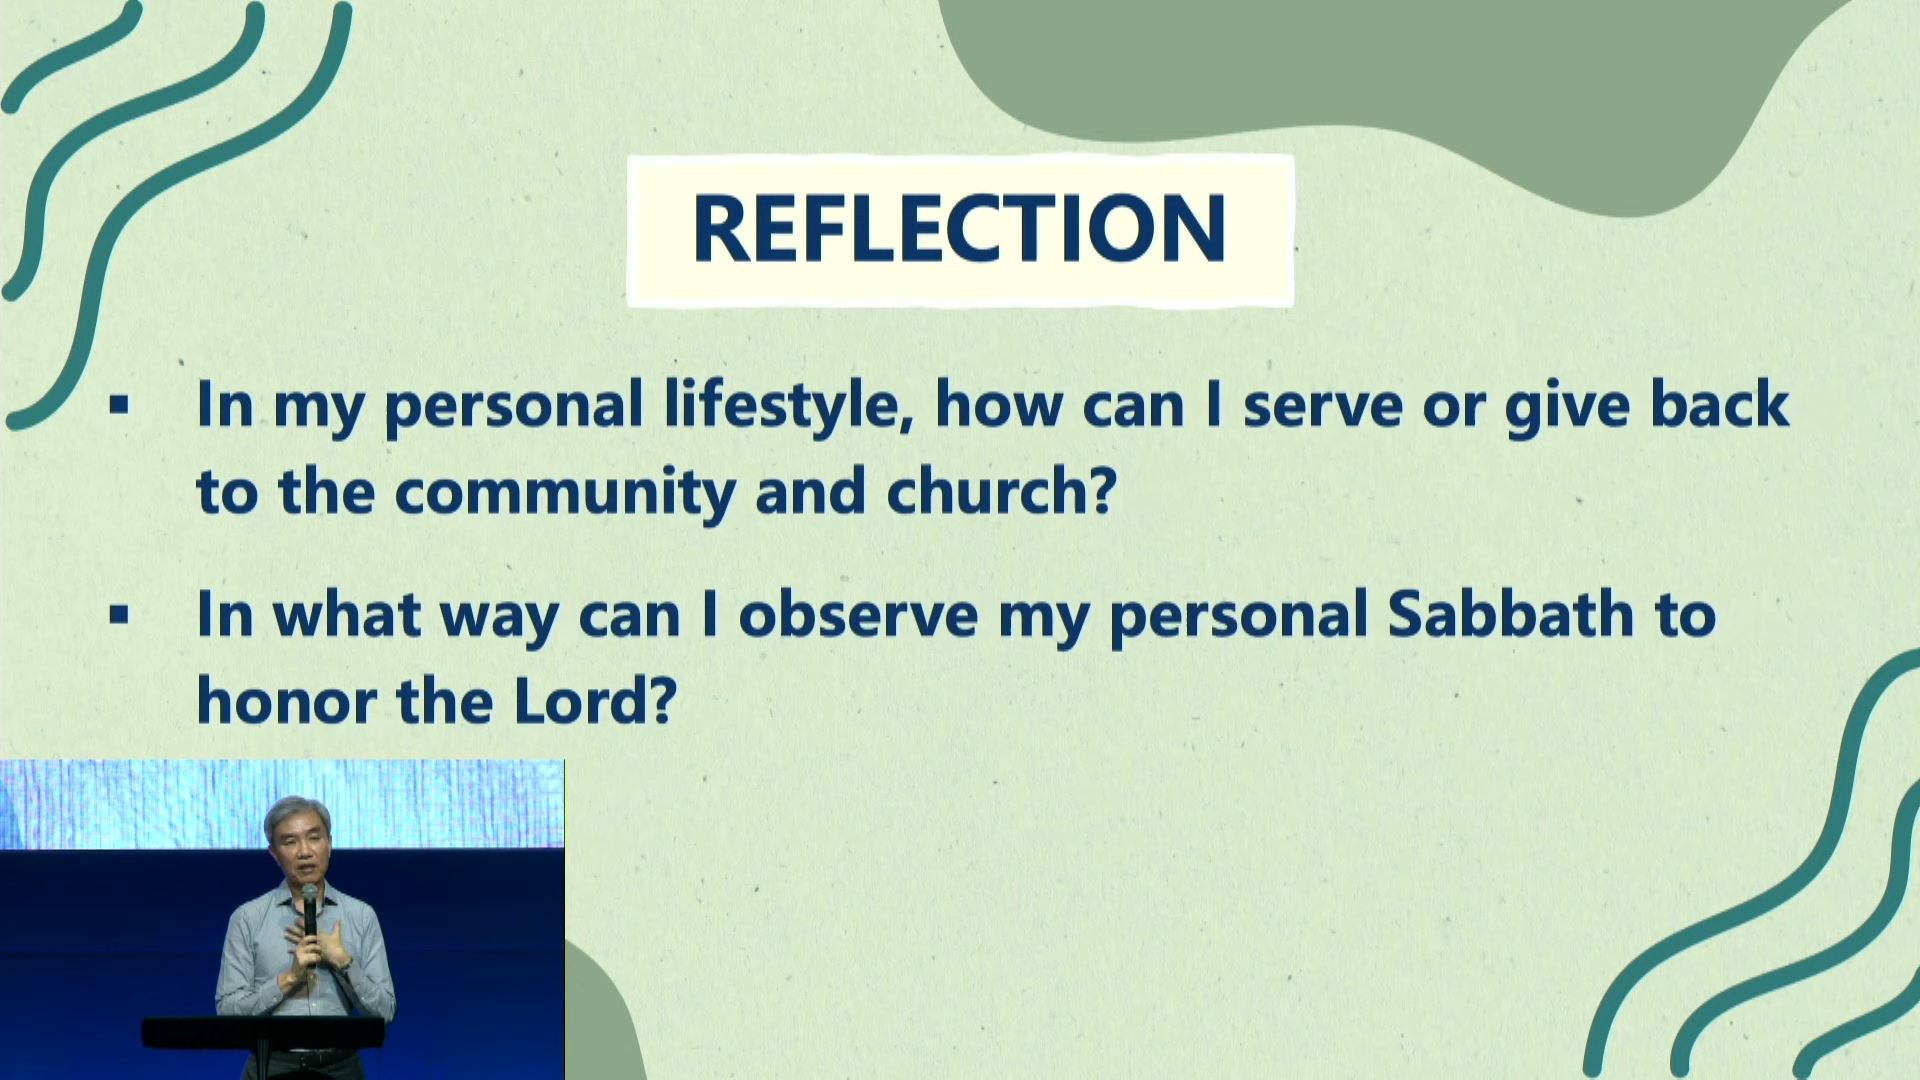 REFLECTION
▪ In my personal lifestyle, how can I serve or give back
to the community and church?
▪ In what way can I observe my personal Sabbath to
honor the Lord?